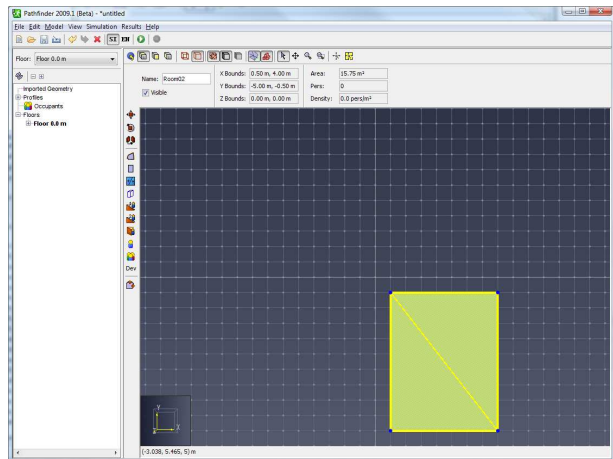 Pathfinder 2009.1 (Beta) - *untitled
File Edit Model View Simulation Results Help
SI EN
Floor: Floor 0.0 m
Name: Room02
X Bounds: 0.50 m, 4.00 m
Area: 15.75 m²
Visible
Y Bounds: -5.00 m, -0.50 m
Pers: 0
Z Bounds: 0.00 m, 0.00 m
Density: 0.0 pers/m²
Imported Geometry
Profiles
Occupants
Floors
Floor 0.0 m
Dev
Y
Z X
(-3.038, 5.465, 5) m